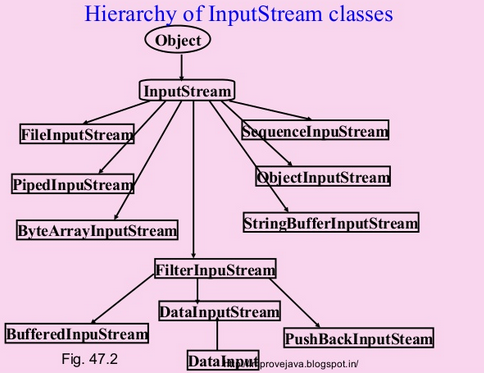 Hierarchy of InputStream classes
Object
InputStream
FileInputStream
SequenceInpuStream
PipedInpuStream
ObjectInputStream
ByteArrayInputStream
StringBufferInputStream
FilterInpuStream
DataInputStream
BufferedInpuStream
PushBackInputSteam
Fig. 47.2
DataInput
http://improvejava.blogspot.in/